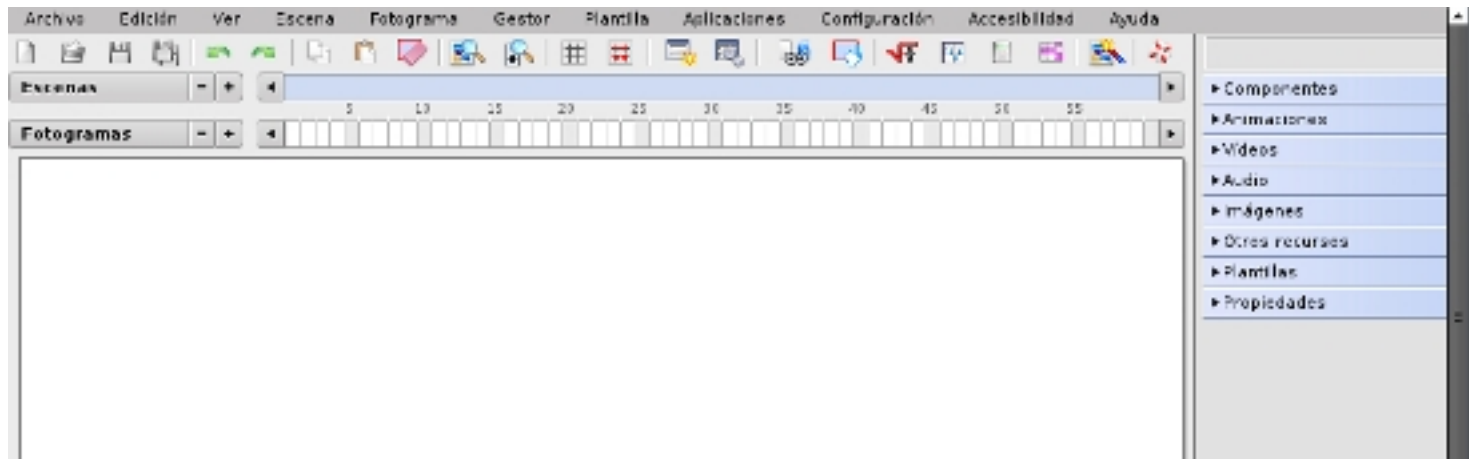 Archivo Edición Ver Escena Fotograma Gestor Plantilla Aplicaciones Configuración Accesibilidad Ayuda
Escenas - +
5 10 15 20 25 30 35 40 45 50 55
Fotogramas - +
Componentes
Animaciones
Vídeos
Audio
Imágenes
Otros recursos
Plantillas
Propiedades